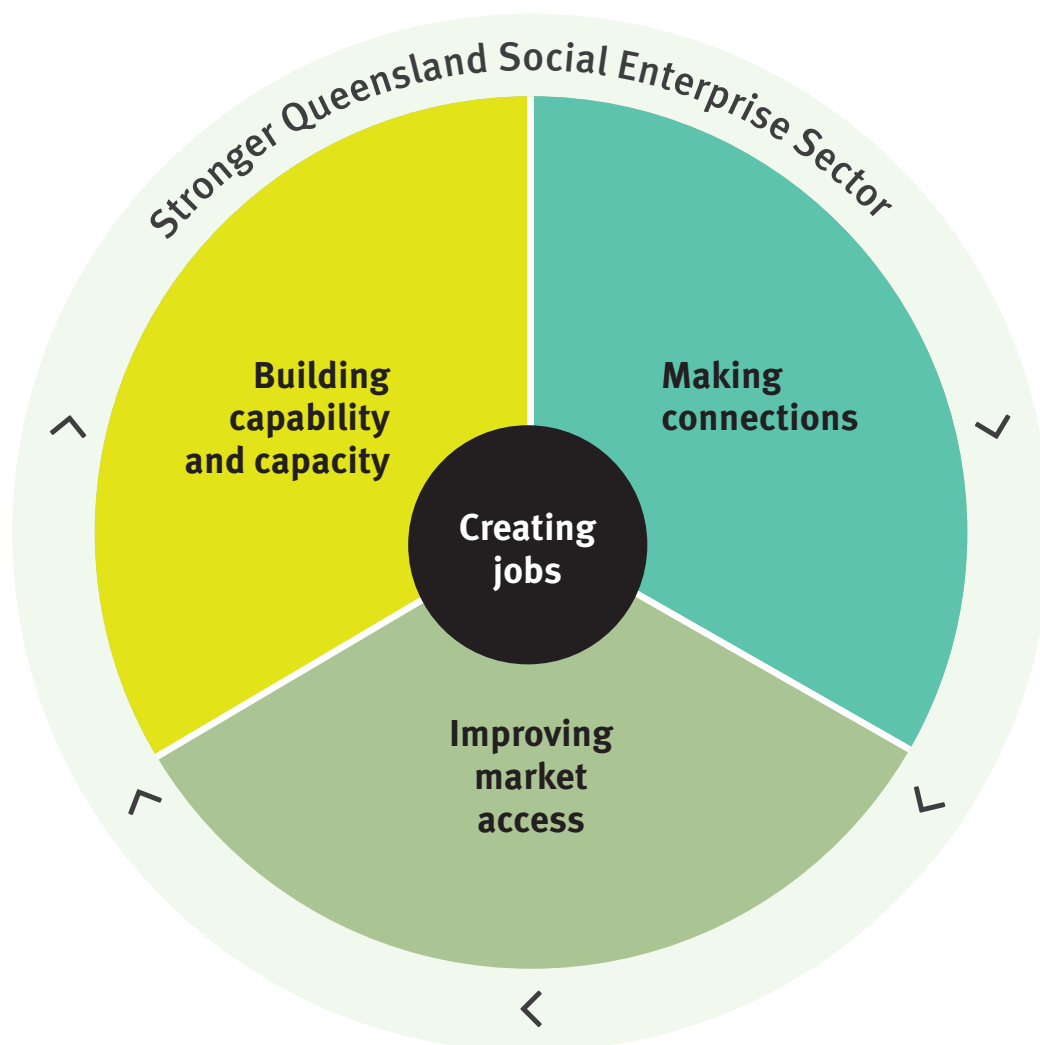 Stronger Queensland Social Enterprise Sector
Building
capability
and capacity
Making
connections
Creating
jobs
Improving
market
access